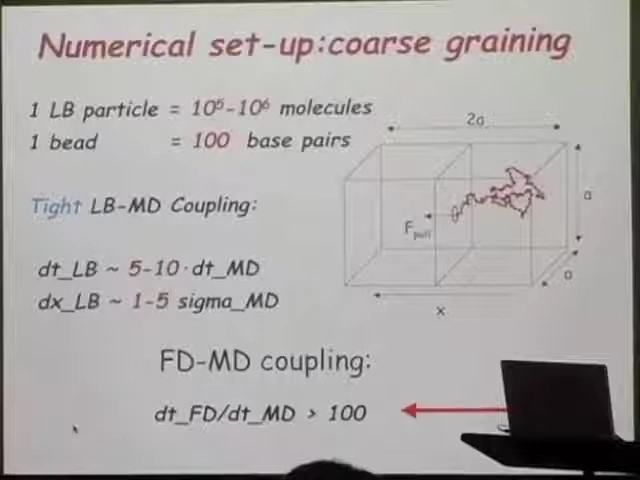 Numerical set-up:coarse graining
1 LB particle = 10⁵-10⁶ molecules
1 bead = 100 base pairs
Tight LB-MD Coupling:
dt_LB ~ 5-10·dt_MD
dx_LB ~ 1-5 sigma_MD
FD-MD coupling:
dt_FD/dt_MD > 100
2a
a
F_pull
a
x